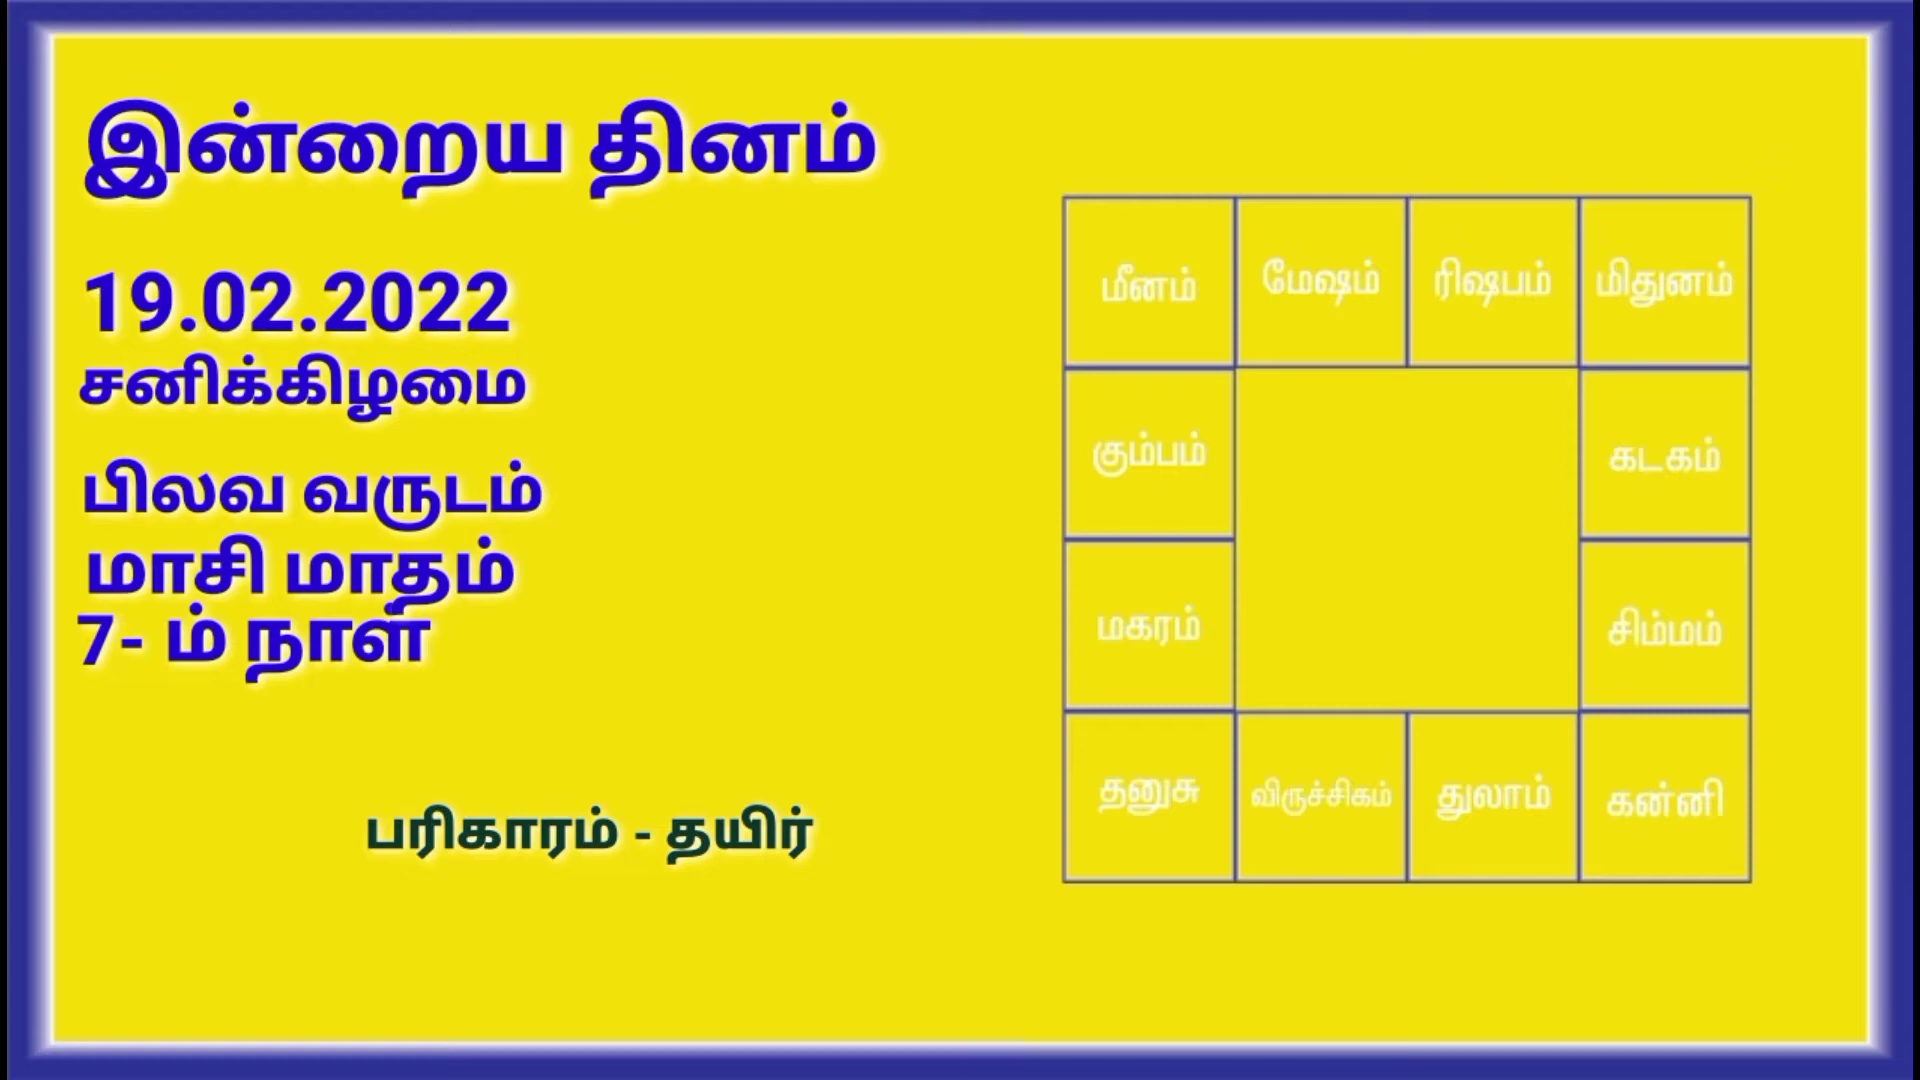 இன்றைய தினம்
19.02.2022
சனிக்கிழமை
பிலவ வருடம்
மாசி மாதம்
7- ம் நாள்
பரிகாரம் - தயிர்
மீனம் மேஷம் ரிஷபம் மிதுனம்
கும்பம் கடகம்
மகரம் சிம்மம்
தனுசு விருச்சிகம் துலாம் கன்னி